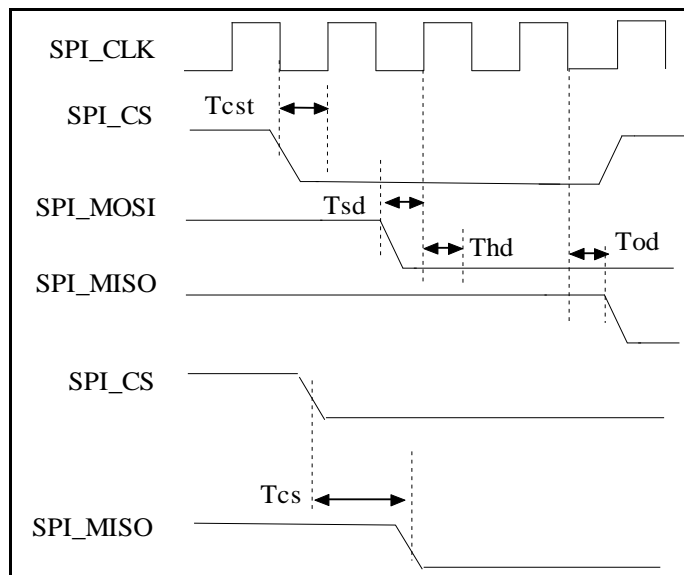 SPI_CLK
SPI_CS
Tcst
SPI_MOSI
Tsd
Thd
Tod
SPI_MISO
SPI_CS
Tcs
SPI_MISO